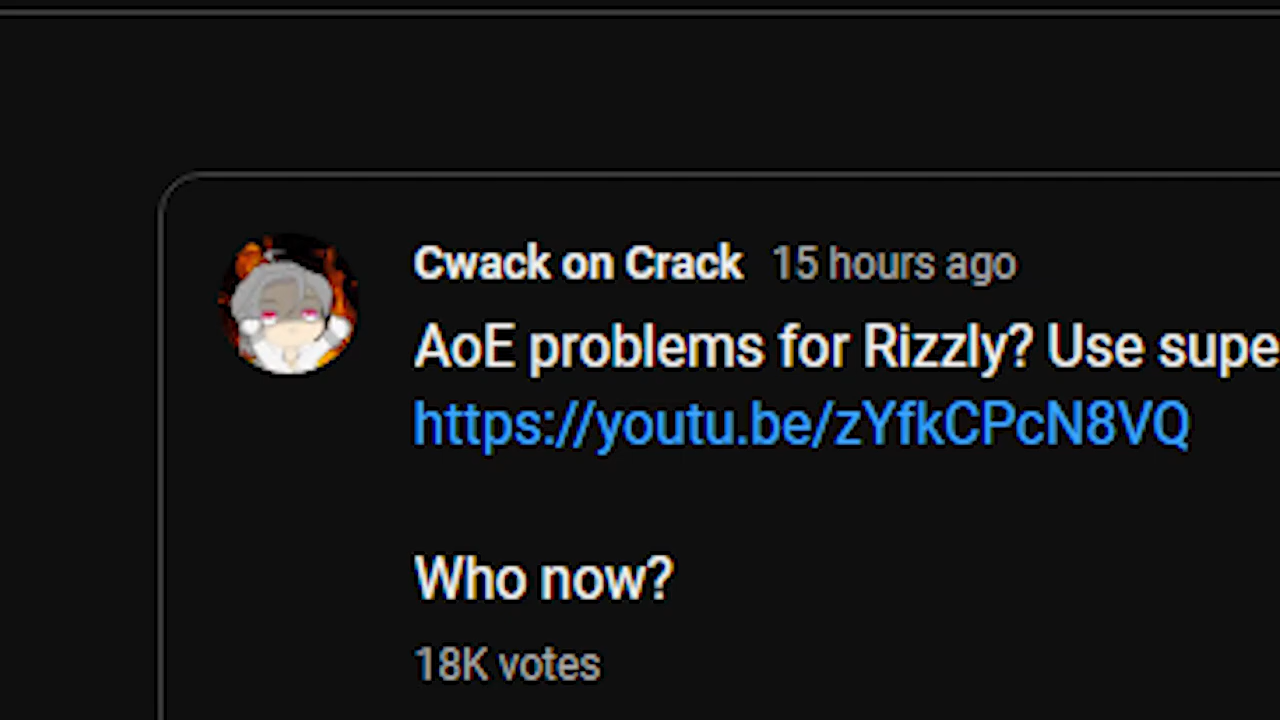 Cwack on Crack 15 hours ago
AoE problems for Rizzly? Use supe
https://youtu.be/zYfkCPcN8VQ
Who now?
18K votes